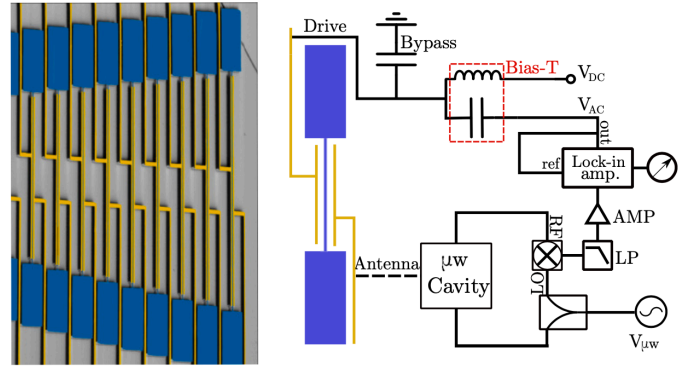 Drive
Bypass
Bias-T
V_DC
V_AC
out
ref
Lock-in
amp.
AMP
RF
LP
Antenna
μw
Cavity
LO
V_μw